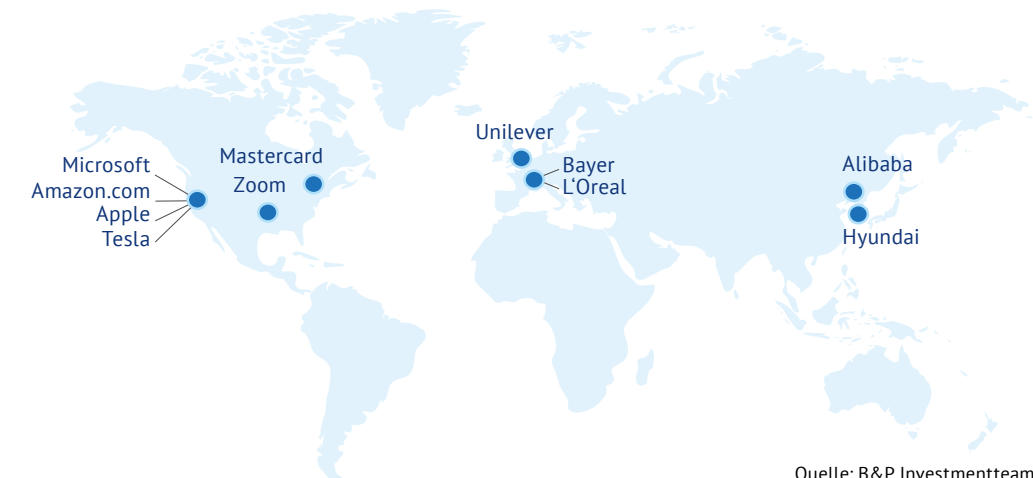 Unilever
Mastercard
Microsoft
Bayer
Alibaba
Zoom
L‘Oreal
Amazon.com
Apple
Tesla
Hyundai
Quelle: B&P Investmentteam